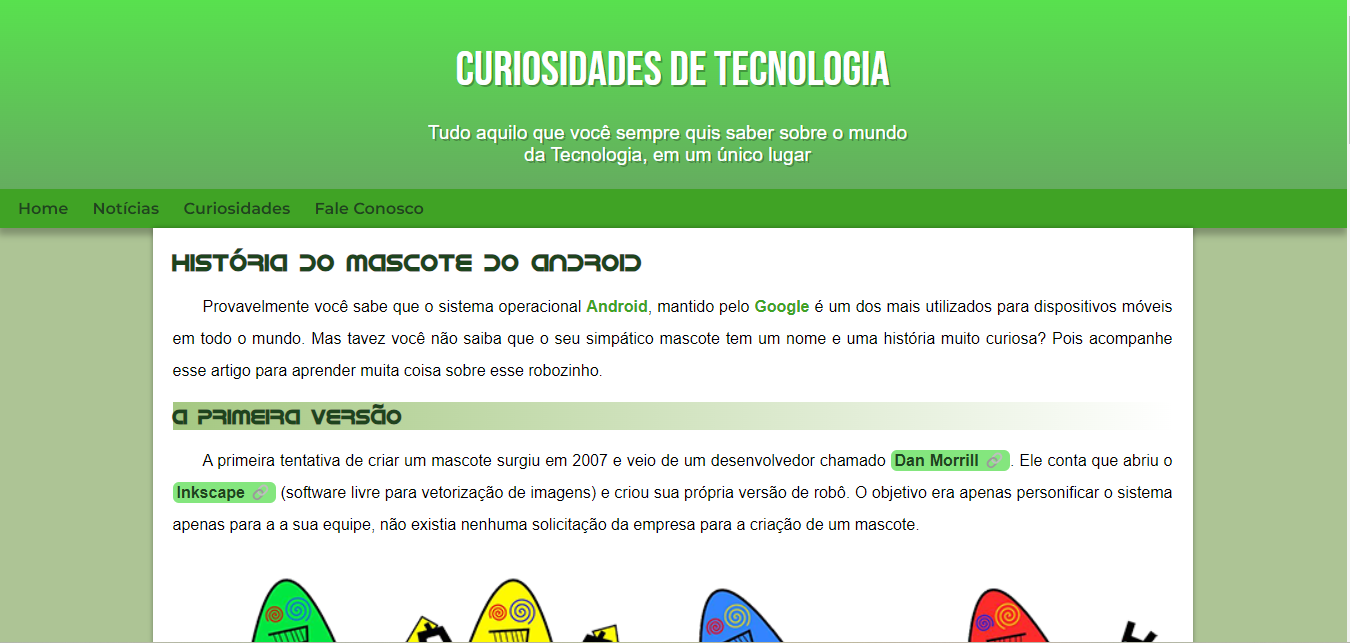 CURIOSIDADES DE TECNOLOGIA
Tudo aquilo que você sempre quis saber sobre o mundo
da Tecnologia, em um único lugar
Home Notícias Curiosidades Fale Conosco
HISTÓRIA DO MASCOTE DO ANDROID
Provavelmente você sabe que o sistema operacional Android, mantido pelo Google é um dos mais utilizados para dispositivos móveis
em todo o mundo. Mas tavez você não saiba que o seu simpático mascote tem um nome e uma história muito curiosa? Pois acompanhe
esse artigo para aprender muita coisa sobre esse robozinho.
A PRIMEIRA VERSÃO
A primeira tentativa de criar um mascote surgiu em 2007 e veio de um desenvolvedor chamado Dan Morrill . Ele conta que abriu o
Inkscape (software livre para vetorização de imagens) e criou sua própria versão de robô. O objetivo era apenas personificar o sistema
apenas para a a sua equipe, não existia nenhuma solicitação da empresa para a criação de um mascote.